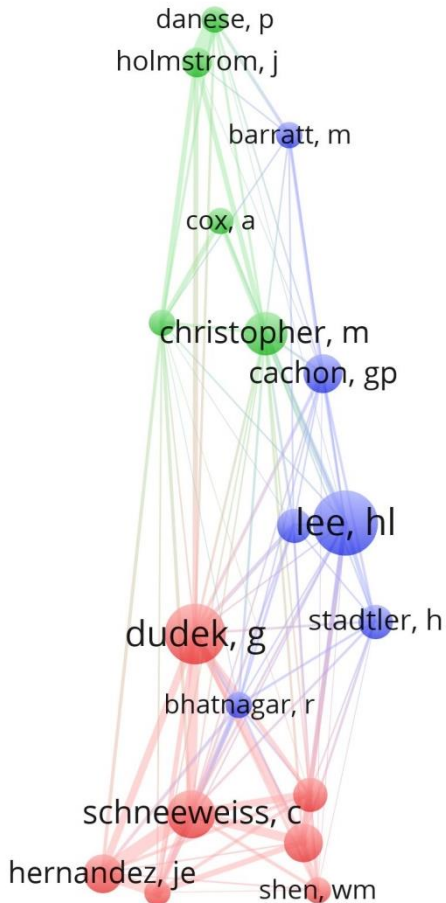 danese, p
holmstrom, j
barratt, m
cox, a
christopher, m
cachon, gp
lee, hl
stadtler, h
dudek, g
bhatnagar, r
schneeweiss, c
hernandez, je
shen, wm